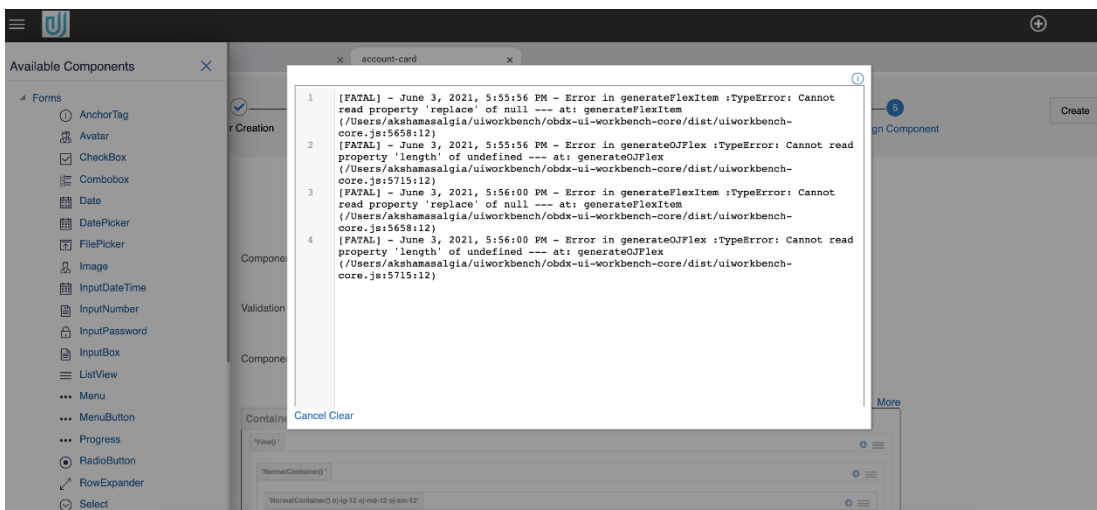 account-card
Available Components
Forms
AnchorTag
Avatar
CheckBox
Combobox
Date
DatePicker
FilePicker
Image
InputDateTime
InputNumber
InputPassword
InputBox
ListView
Menu
MenuButton
Progress
RadioButton
RowExpander
Select
r Creation
5
gn Component
Create
Compone
Validation
Compone
1 [FATAL] - June 3, 2021, 5:55:56 PM - Error in generateFlexItem :TypeError: Cannot
read property 'replace' of null --- at: generateFlexItem
(/Users/akshamasalgia/uiworkbench/obdx-ui-workbench-core/dist/uiworkbench-
core.js:5658:12)
2 [FATAL] - June 3, 2021, 5:55:56 PM - Error in generateOJFlex :TypeError: Cannot read
property 'length' of undefined --- at: generateOJFlex
(/Users/akshamasalgia/uiworkbench/obdx-ui-workbench-core/dist/uiworkbench-
core.js:5715:12)
3 [FATAL] - June 3, 2021, 5:56:00 PM - Error in generateFlexItem :TypeError: Cannot
read property 'replace' of null --- at: generateFlexItem
(/Users/akshamasalgia/uiworkbench/obdx-ui-workbench-core/dist/uiworkbench-
core.js:5658:12)
4 [FATAL] - June 3, 2021, 5:56:00 PM - Error in generateOJFlex :TypeError: Cannot read
property 'length' of undefined --- at: generateOJFlex
(/Users/akshamasalgia/uiworkbench/obdx-ui-workbench-core/dist/uiworkbench-
core.js:5715:12)
Cancel Clear
More
Containe
'View() '
'NormalContainer() '
'NormalContainer() oj-lg-12 oj-md-12 oj-sm-12'